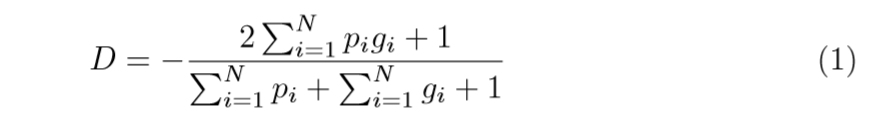 D = -\frac{2\sum_{i=1}^{N} p_i g_i + 1}{\sum_{i=1}^{N} p_i + \sum_{i=1}^{N} g_i + 1} (1)